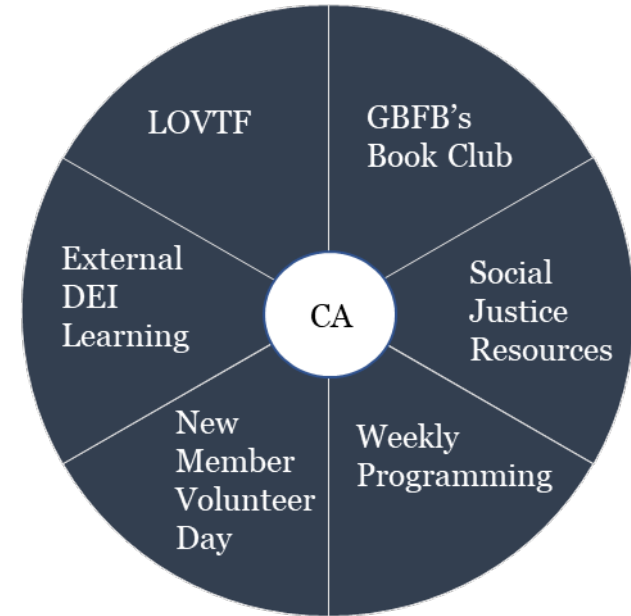 LOVTF
GBFB’s
Book Club
External
DEI
Learning
CA
Social
Justice
Resources
New
Member
Volunteer
Day
Weekly
Programming